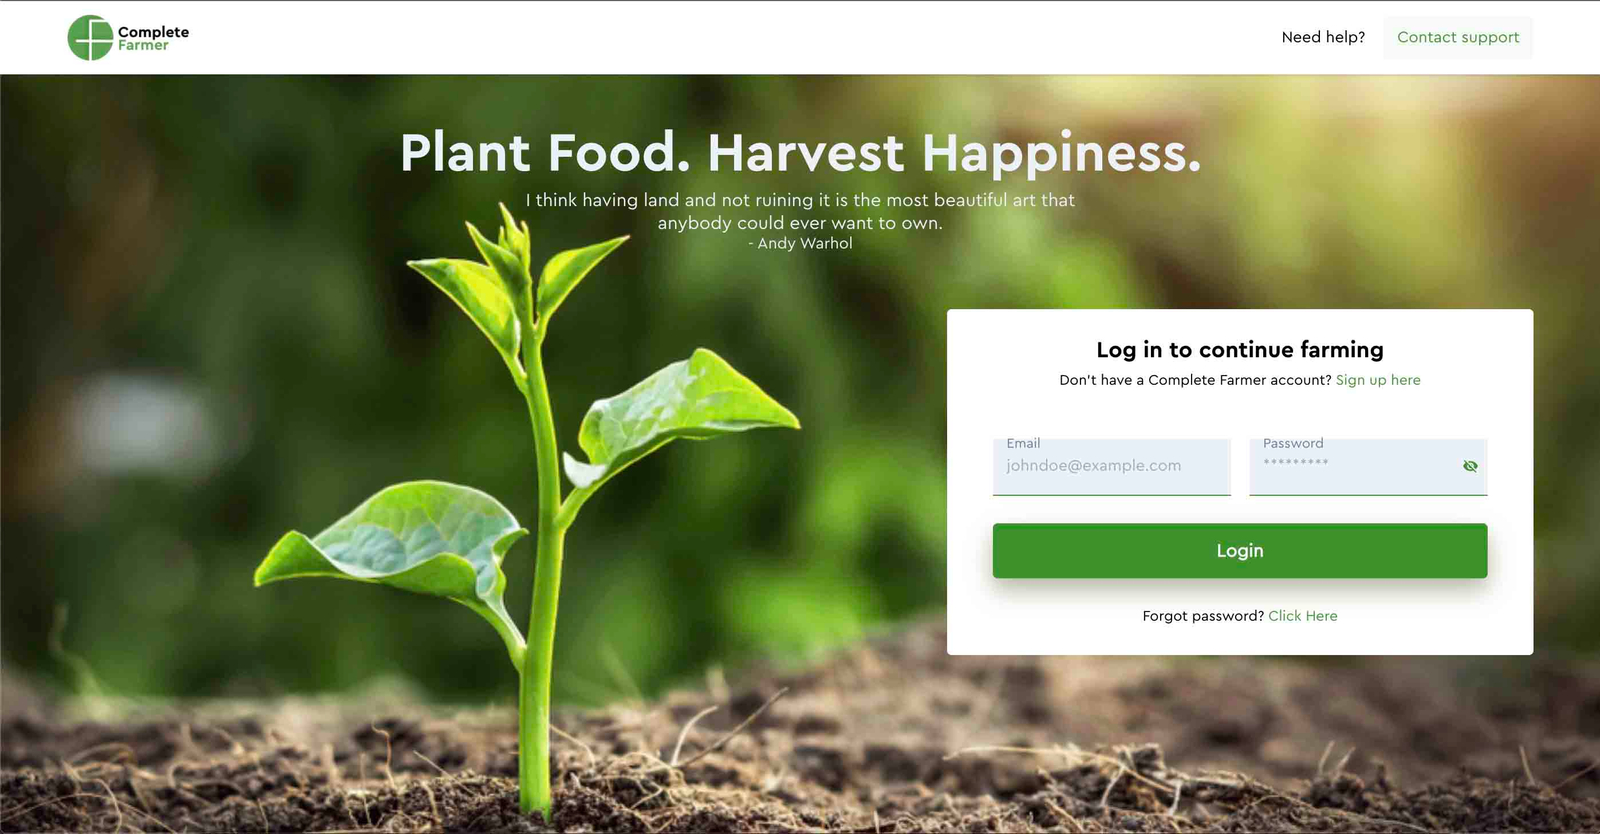 Complete
Farmer
Need help?
Contact support
Plant Food. Harvest Happiness.
I think having land and not ruining it is the most beautiful art that
anybody could ever want to own.
- Andy Warhol
Log in to continue farming
Don't have a Complete Farmer account? Sign up here
Email
Password
johndoe@example.com
*********
Login
Forgot password? Click Here